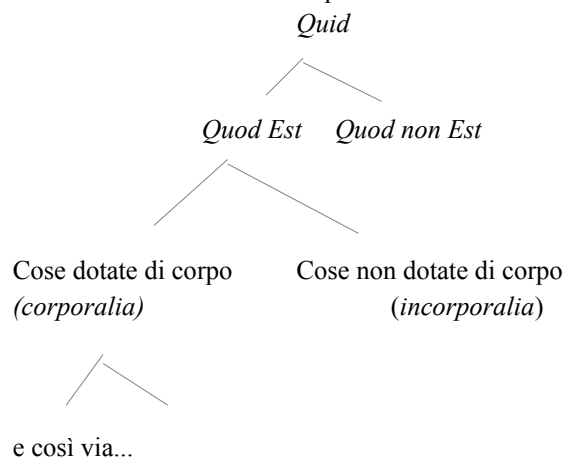 Quid
Quod Est Quod non Est
Cose dotate di corpo Cose non dotate di corpo
(corporalia) (incorporalia)
e così via...